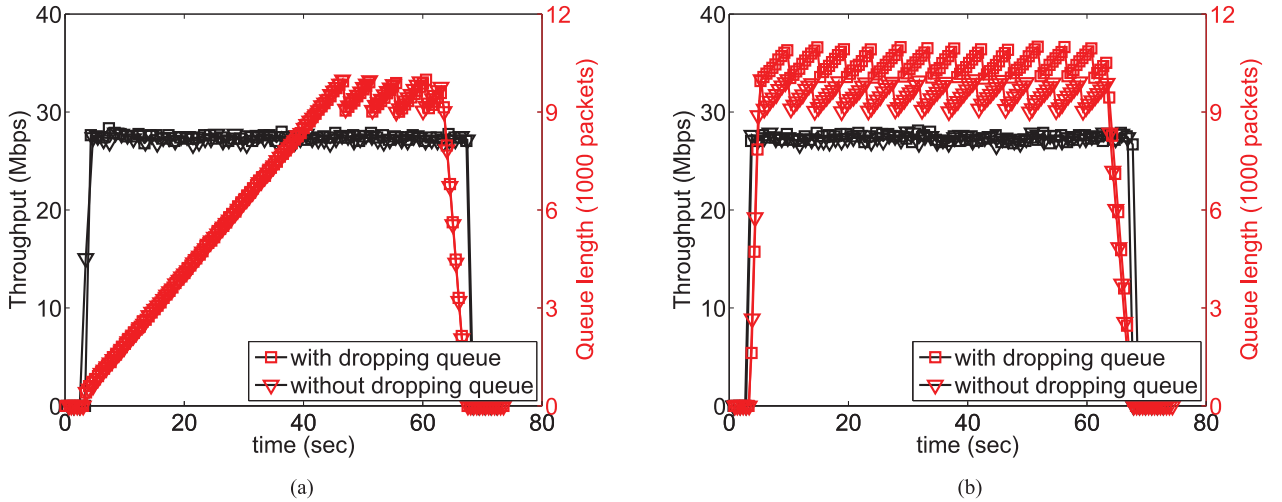 40
30
20
10
0
Throughput (Mbps)
12
9
6
3
0
Queue length (1000 packets)
with dropping queue
without dropping queue
0 20 40 60 80
time (sec)
(a)
40
30
20
10
0
Throughput (Mbps)
12
9
6
3
0
Queue length (1000 packets)
with dropping queue
without dropping queue
0 20 40 60 80
time (sec)
(b)